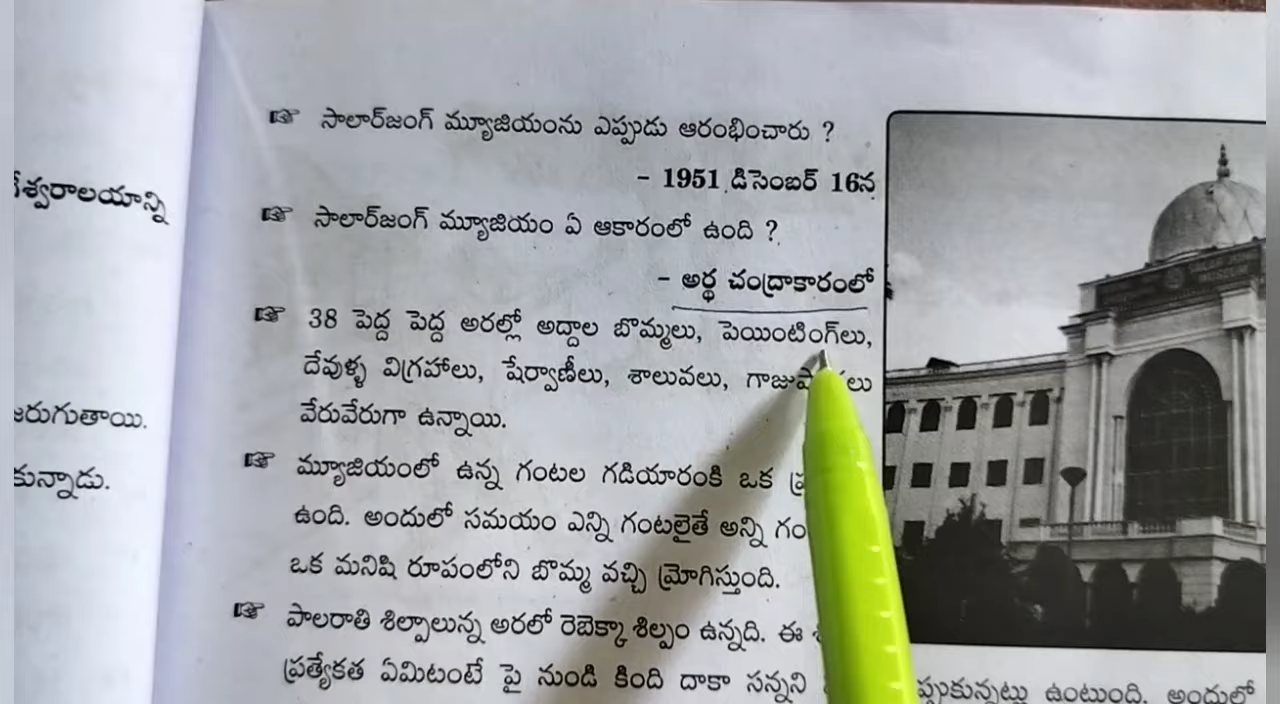 శ్వరాలయాన్ని
జరుగుతాయి.
కున్నాడు.
☞ సాలార్‌జంగ్ మ్యూజియంను ఎప్పుడు ఆరంభించారు ?
- 1951 డిసెంబర్ 16న
☞ సాలార్‌జంగ్ మ్యూజియం ఏ ఆకారంలో ఉంది ?
- అర్థ చంద్రాకారంలో
☞ 38 పెద్ద పెద్ద అరల్లో అద్దాల బొమ్మలు, పెయింటింగ్‌లు,
దేవుళ్ళ విగ్రహాలు, షేర్వాణీలు, శాలువలు,
వేరువేరుగా ఉన్నాయి.
☞ మ్యూజియంలో ఉన్న గంటల గడియారంకి ఒక
ఉంది. అందులో సమయం ఎన్ని గంటలైతే అన్ని
ఒక మనిషి రూపంలోని బొమ్మ వచ్చి మ్రోగిస్తుంది.
☞ పాలరాతి శిల్పాలున్న అరలో రెబెక్కా శిల్పం ఉన్నది. ఈ
ప్రత్యేకత ఏమిటంటే పై నుండి కింది దాకా సన్నని ప్పుకున్నట్లు ఉంటుంది. అందులో